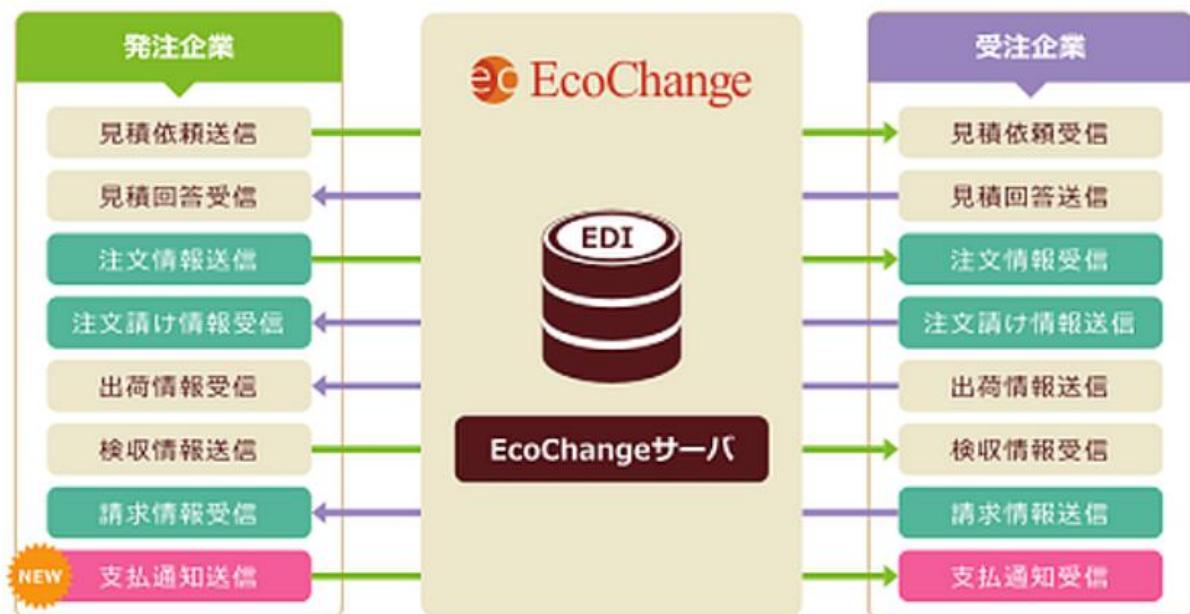 発注企業
見積依頼送信
見積回答受信
注文情報送信
注文請け情報受信
出荷情報受信
検収情報送信
請求情報受信
NEW
支払通知送信
ec EcoChange
EDI
EcoChangeサーバ
受注企業
見積依頼受信
見積回答送信
注文情報受信
注文請け情報送信
出荷情報送信
検収情報受信
請求情報送信
支払通知受信